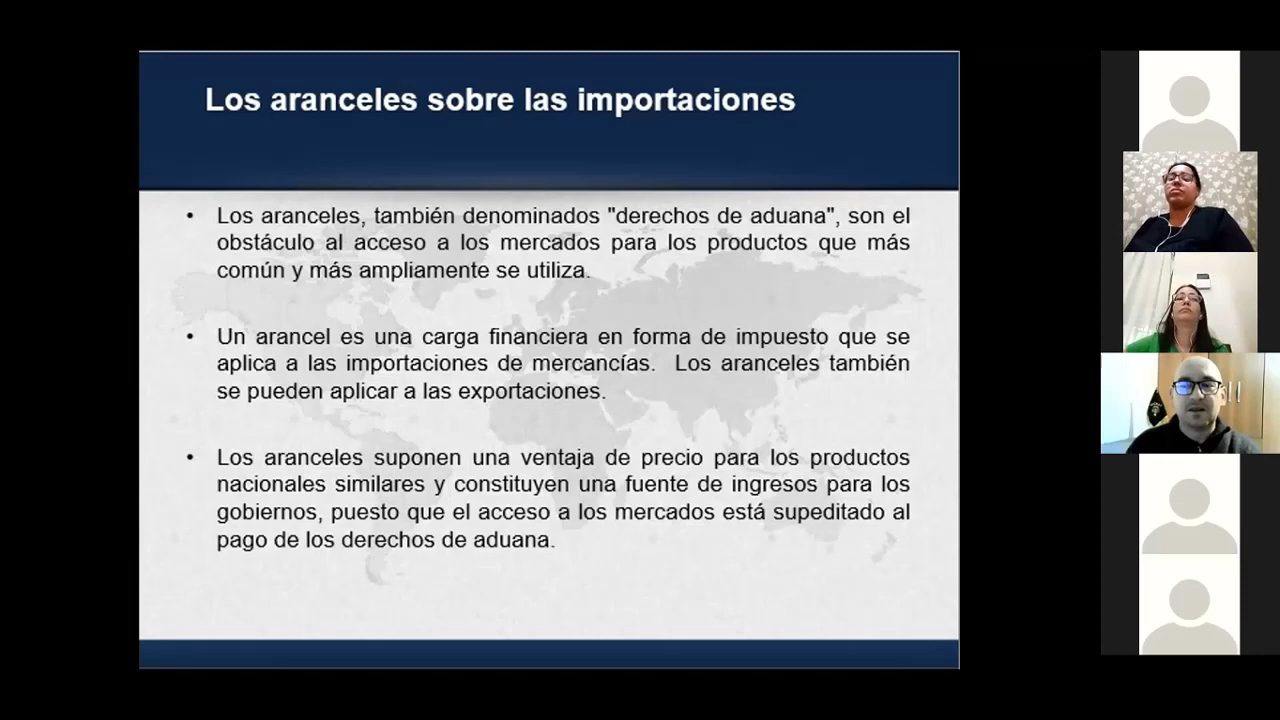 Los aranceles sobre las importaciones
• Los aranceles, también denominados "derechos de aduana", son el
obstáculo al acceso a los mercados para los productos que más
común y más ampliamente se utiliza.
• Un arancel es una carga financiera en forma de impuesto que se
aplica a las importaciones de mercancías. Los aranceles también
se pueden aplicar a las exportaciones.
• Los aranceles suponen una ventaja de precio para los productos
nacionales similares y constituyen una fuente de ingresos para los
gobiernos, puesto que el acceso a los mercados está supeditado al
pago de los derechos de aduana.